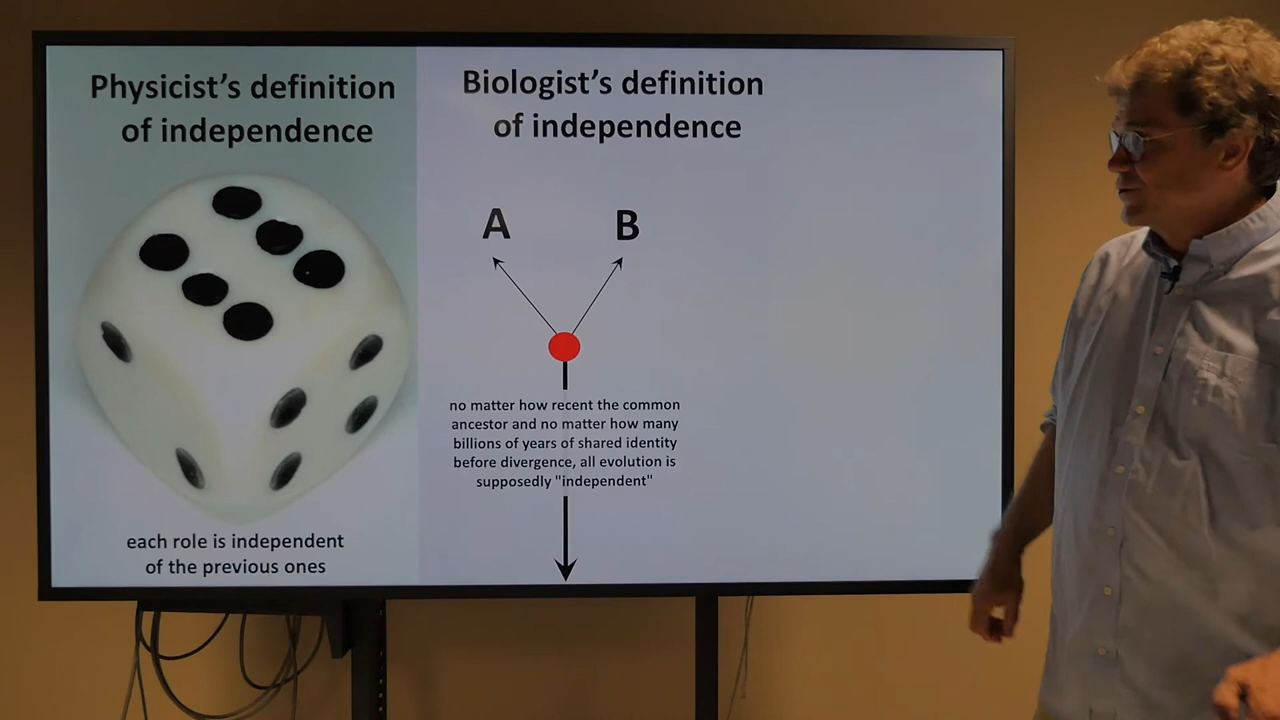 Physicist's definition
of independence
each role is independent
of the previous ones
Biologist's definition
of independence
A B
no matter how recent the common
ancestor and no matter how many
billions of years of shared identity
before divergence, all evolution is
supposedly "independent"